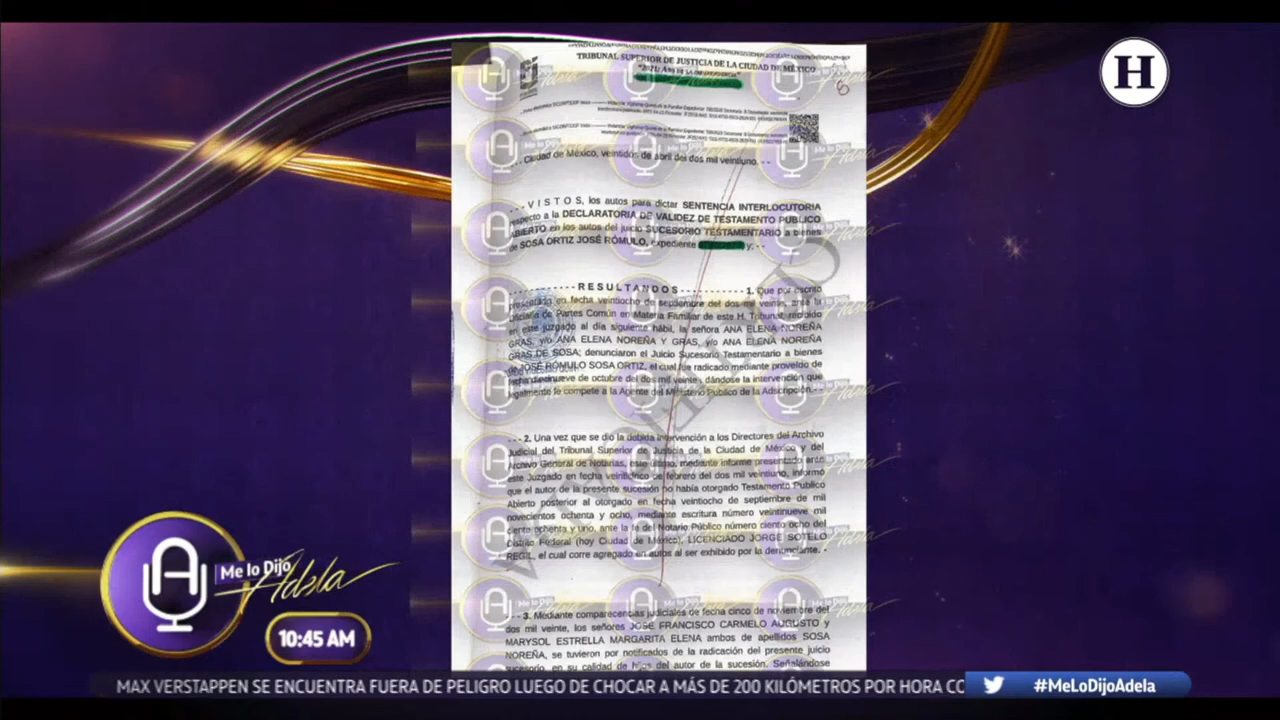 H
TRIBUNAL SUPERIOR DE JUSTICIA DE LA CIUDAD DE MÉXICO
6
- - - Ciudad de México, veintidós de abril del dos mil veintiuno. - -
- - - V I S T O S, los autos para dictar SENTENCIA INTERLOCUTORIA
respecto a la DECLARATORIA DE VALIDEZ DE TESTAMENTO PÚBLICO
ABIERTO en los autos del juicio SUCESORIO TESTAMENTARIO a bienes
de SOSA ORTIZ JOSÉ RÓMULO, expediente y; - -
- - - - - - - - - - - R E S U L T A N D O S - - - - - - - - - - - 1. Que por escrito
presentado en fecha veintiocho de septiembre del dos mil veinte, ante la
Oficialía de Partes Común en Materia Familiar de este H. Tribunal, recibido
en este juzgado al día siguiente hábil, la señora ANA ELENA NOREÑA
GRAS, y/o ANA ELENA NOREÑA Y GRAS, y/o ANA ELENA NOREÑA
GRAS DE SOSA; denunciaron el Juicio Sucesorio Testamentario a bienes
de JOSÉ RÓMULO SOSA ORTIZ, el cual fue radicado mediante proveído de
fecha diecinueve de octubre del dos mil veinte, dándose la intervención que
legalmente le compete a la Agente del Ministerio Público de la Adscripción. -
- - - 2. Una vez que se dio la debida intervención a los Directores del Archivo
Judicial del Tribunal Superior de Justicia de la Ciudad de México y del
Archivo General de Notarías, este último, mediante informe presentado ante
este Juzgado en fecha veinticinco de febrero del dos mil veintiuno, informó
que el autor de la presente sucesión no había otorgado Testamento Público
Abierto posterior al otorgado en fecha veintiocho de septiembre de mil
novecientos ochenta y ocho, mediante escritura número veintinueve mil
ciento ochenta y uno, ante la fe del Notario Público número ciento ocho del
Distrito Federal (hoy Ciudad de México), LICENCIADO JORGE SOTELO
REGIL, el cual corre agregado en autos al ser exhibido por la denunciante. -
- - - 3. Mediante comparecencias judiciales de fecha cinco de noviembre del
dos mil veinte, los señores JOSÉ FRANCISCO CARMELO AUGUSTO y
MARYSOL ESTRELLA MARGARITA ELENA ambos de apellidos SOSA
NOREÑA, se tuvieron por notificados de la radicación del presente juicio
sucesorio, en su calidad de hijos del autor de la sucesión. Señalándose
Me lo Dijo
Adela
10:45 AM
MAX VERSTAPPEN SE ENCUENTRA FUERA DE PELIGRO LUEGO DE CHOCAR A MÁS DE 200 KILÓMETROS POR HORA CO
#MeLoDijoAdela